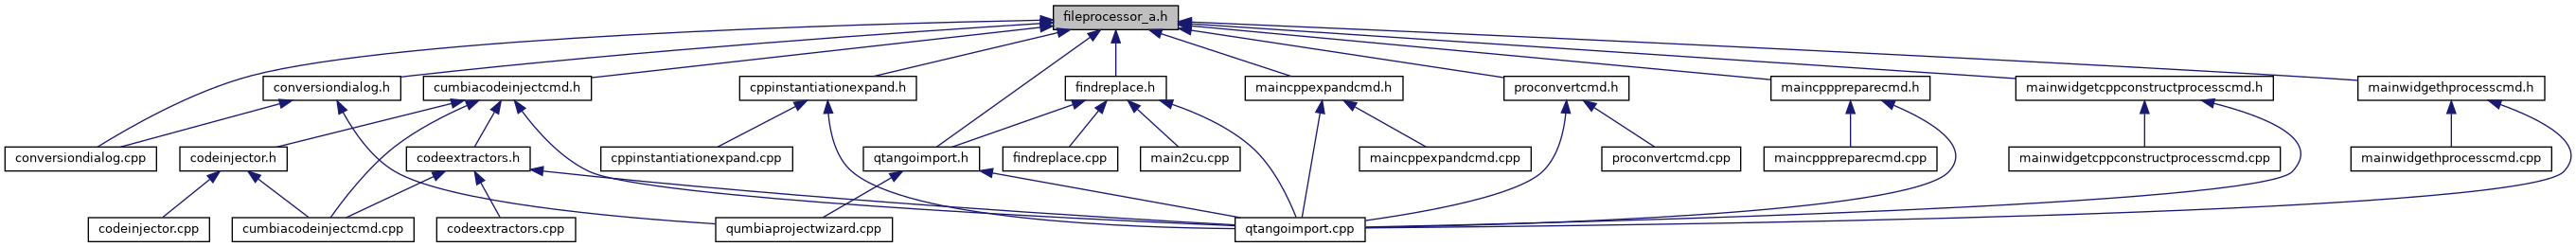 fileprocessor_a.h
conversiondialog.h
cumbiacodeinjectcmd.h
cppinstantiationexpand.h
findreplace.h
maincppexpandcmd.h
proconvertcmd.h
maincpppreparecmd.h
mainwidgetcppconstructprocesscmd.h
mainwidgethprocesscmd.h
conversiondialog.cpp
codeinjector.h
codeextractors.h
cppinstantiationexpand.cpp
qtangoimport.h
findreplace.cpp
main2cu.cpp
maincppexpandcmd.cpp
proconvertcmd.cpp
maincpppreparecmd.cpp
mainwidgetcppconstructprocesscmd.cpp
mainwidgethprocesscmd.cpp
codeinjector.cpp
cumbiacodeinjectcmd.cpp
codeextractors.cpp
qumbiaprojectwizard.cpp
qtangoimport.cpp